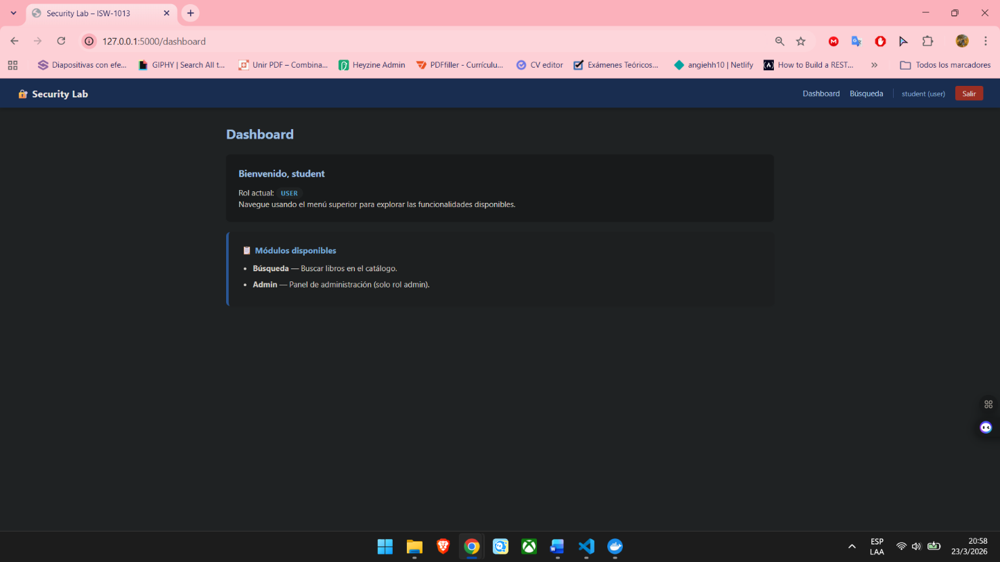 Security Lab – ISW-1013
127.0.0.1:5000/dashboard
Diapositivas con efe...
GIPHY | Search All t...
Unir PDF – Combina...
Heyzine Admin
PDFfiller - Currículu...
CV editor
Exámenes Teóricos...
angiehh10 | Netlify
How to Build a REST...
Todos los marcadores
Security Lab
Dashboard
Búsqueda
student (user)
Salir
Dashboard
Bienvenido, student
Rol actual: USER
Navegue usando el menú superior para explorar las funcionalidades disponibles.
Módulos disponibles
• Búsqueda — Buscar libros en el catálogo.
• Admin — Panel de administración (solo rol admin).
ESP
LAA
20:58
23/3/2026